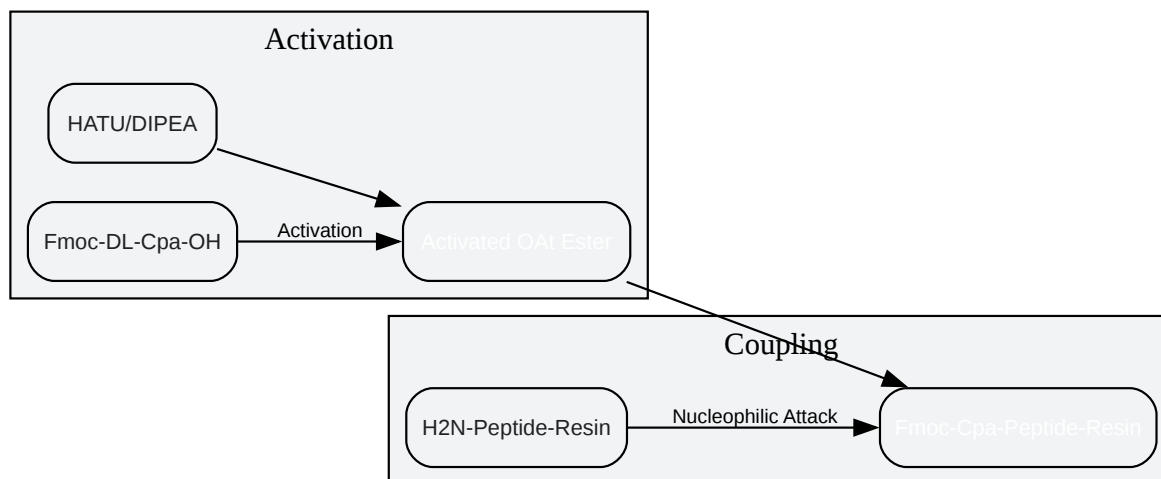 Activation
HATU/DIPEA
Fmoc-DL-Cpa-OH
Activation
Activated OAt Ester
Coupling
H2N-Peptide-Resin
Nucleophilic Attack
Fmoc-Cpa-Peptide-Resin